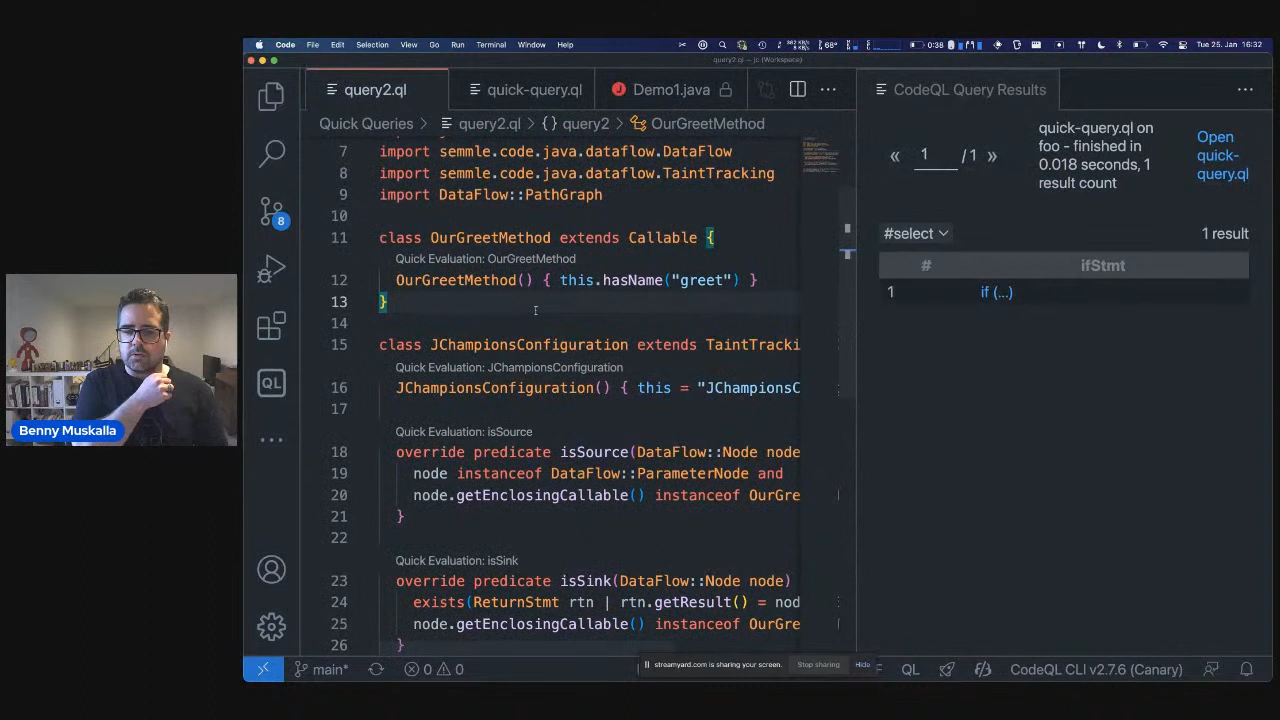 Code File Edit Selection View Go Run Terminal Window Help
68° 0:38 Tue 25. Jan 16:32
query2.ql — jc (Workspace)
query2.ql quick-query.ql Demo1.java CodeQL Query Results
Quick Queries > query2.ql > {} query2 > OurGreetMethod
7 import semmle.code.java.dataflow.DataFlow
8 import semmle.code.java.dataflow.TaintTracking
9 import DataFlow::PathGraph
10
11 class OurGreetMethod extends Callable {
Quick Evaluation: OurGreetMethod
12 OurGreetMethod() { this.hasName("greet") }
13 }
14
15 class JChampionsConfiguration extends TaintTracki
Quick Evaluation: JChampionsConfiguration
16 JChampionsConfiguration() { this = "JChampionsC
17
Quick Evaluation: isSource
18 override predicate isSource(DataFlow::Node node
19 node instanceof DataFlow::ParameterNode and
20 node.getEnclosingCallable() instanceof OurGre
21 }
22
Quick Evaluation: isSink
23 override predicate isSink(DataFlow::Node node)
24 exists(ReturnStmt rtn | rtn.getResult() = nod
25 node.getEnclosingCallable() instanceof OurGre
26 }
« 1 / 1 »
quick-query.ql on
foo - finished in
0.018 seconds, 1
result count
Open
quick-
query.ql
#select 1 result
# ifStmt
1 if (...)
8
QL
Benny Muskalla
main* 0 0
streamyard.com is sharing your screen. Stop sharing Hide
QL CodeQL CLI v2.7.6 (Canary)